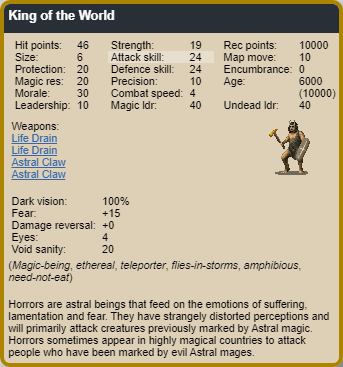 King of the World
Hit points: 46 Strength: 19 Rec points: 10000
Size: 6 Attack skill: 24 Map move: 10
Protection: 20 Defence skill: 24 Encumbrance: 0
Magic res: 20 Precision: 10 Age: 6000
Morale: 30 Combat speed: 4 (10000)
Leadership: 10 Magic ldr: 40 Undead ldr: 40
Weapons:
Life Drain
Life Drain
Astral Claw
Astral Claw
Dark vision: 100%
Fear: +15
Damage reversal: +0
Eyes: 4
Void sanity: 20
(Magic-being, ethereal, teleporter, flies-in-storms, amphibious,
need-not-eat)
Horrors are astral beings that feed on the emotions of suffering,
lamentation and fear. They have strangely distorted perceptions and
will primarily attack creatures previously marked by Astral magic.
Horrors sometimes appear in highly magical countries to attack
people who have been marked by evil Astral mages.